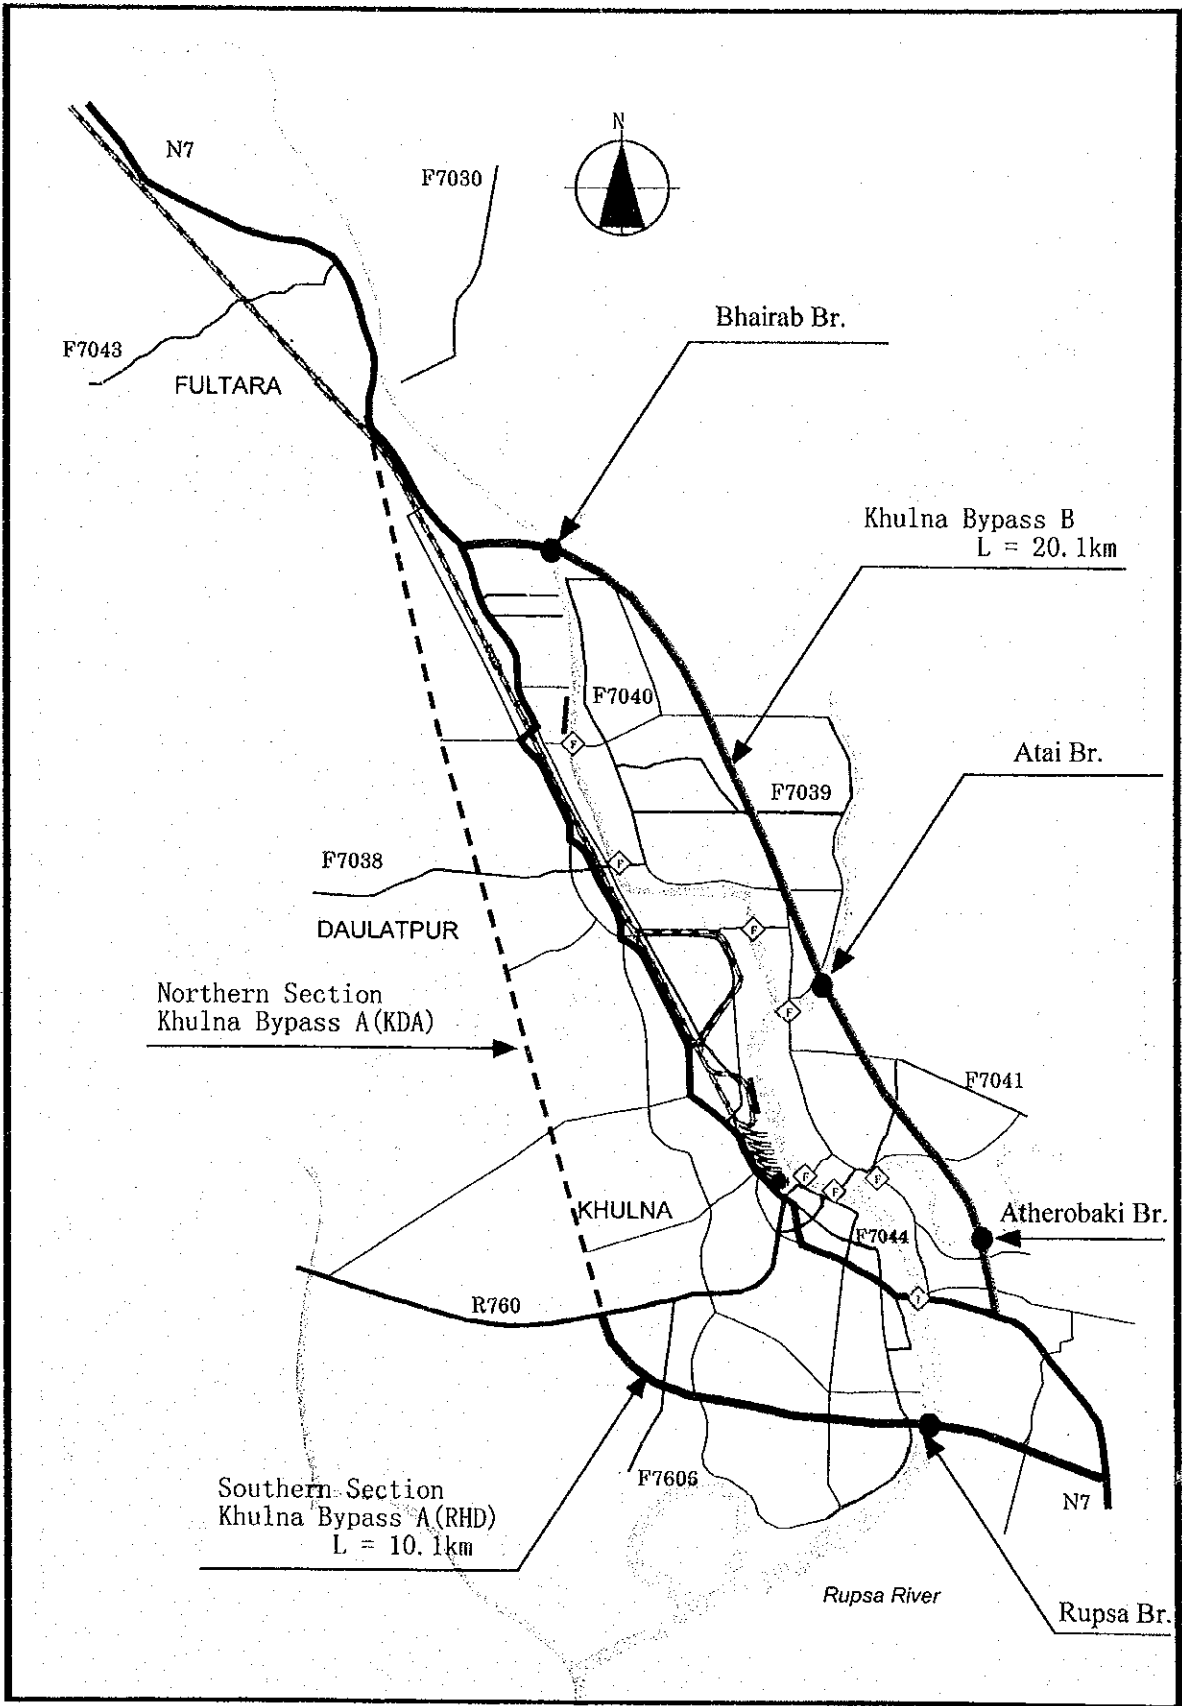 N
N7
F7030
Bhairab Br.
F7043
FULTARA
Khulna Bypass B
L = 20.1km
F7040
F
Atai Br.
F7039
F7038
F
DAULATPUR
F
Northern Section
Khulna Bypass A(KDA)
F
F7041
F
F
F
KHULNA
Atherobaki Br.
F7044
R760
Southern Section
Khulna Bypass A(RHD)
L = 10.1km
F7606
N7
Rupsa River
Rupsa Br.